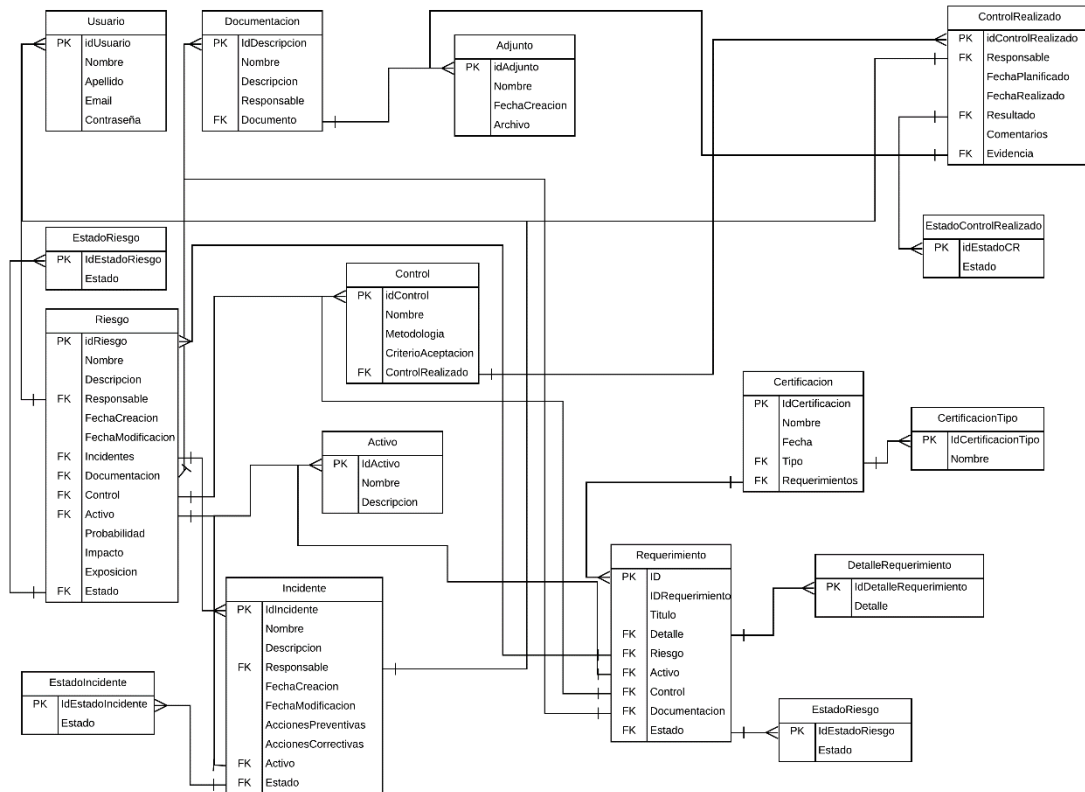 Usuario
PK idUsuario
Nombre
Apellido
Email
Contraseña
Documentacion
PK IdDescripcion
Nombre
Descripcion
Responsable
FK Documento
Adjunto
PK idAdjunto
Nombre
FechaCreacion
Archivo
ControlRealizado
PK idControlRealizado
FK Responsable
FechaPlanificado
FechaRealizado
FK Resultado
Comentarios
FK Evidencia
EstadoRiesgo
PK IdEstadoRiesgo
Estado
EstadoControlRealizado
PK idEstadoCR
Estado
Control
PK idControl
Nombre
Metodologia
CriterioAceptacion
FK ControlRealizado
Riesgo
PK idRiesgo
Nombre
Descripcion
FK Responsable
FechaCreacion
FechaModificacion
FK Incidentes
FK Documentacion
FK Control
FK Activo
Probabilidad
Impacto
Exposicion
FK Estado
Activo
PK IdActivo
Nombre
Descripcion
Certificacion
PK IdCertificacion
Nombre
Fecha
FK Tipo
FK Requerimientos
CertificacionTipo
PK IdCertificacionTipo
Nombre
Requerimiento
PK ID
IDRequerimiento
Titulo
FK Detalle
FK Riesgo
FK Activo
FK Control
FK Documentacion
FK Estado
DetalleRequerimiento
PK IdDetalleRequerimiento
Detalle
Incidente
PK IdIncidente
Nombre
Descripcion
FK Responsable
FechaCreacion
FechaModificacion
AccionesPreventivas
AccionesCorrectivas
FK Activo
FK Estado
EstadoIncidente
PK IdEstadoIncidente
Estado
EstadoRiesgo
PK IdEstadoRiesgo
Estado